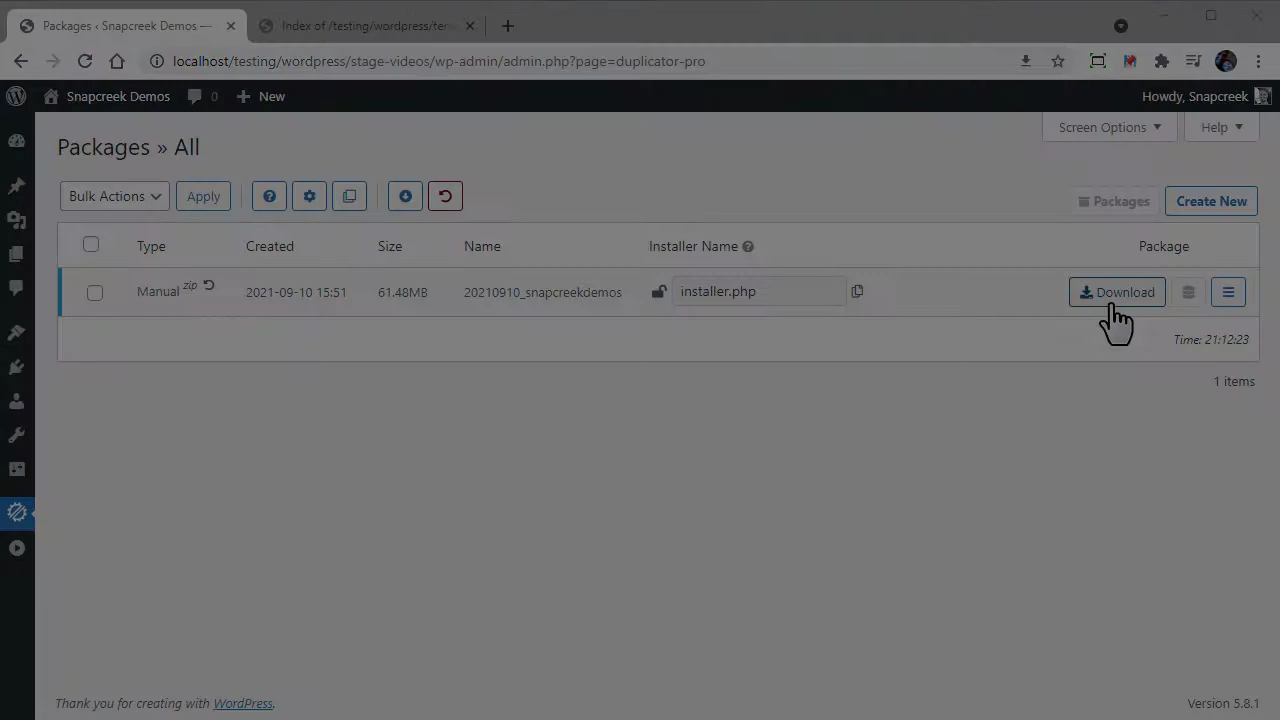 Packages ‹ Snapcreek Demos —
Index of /testing/wordpress/tem
localhost/testing/wordpress/stage-videos/wp-admin/admin.php?page=duplicator-pro
Snapcreek Demos 0 New Howdy, Snapcreek
Screen Options Help
Packages » All
Bulk Actions Apply Packages Create New
Type Created Size Name Installer Name Package
Manual zip 2021-09-10 15:51 61.48MB 20210910_snapcreekdemos installer.php Download
Time: 21:12:23
1 items
Thank you for creating with WordPress. Version 5.8.1